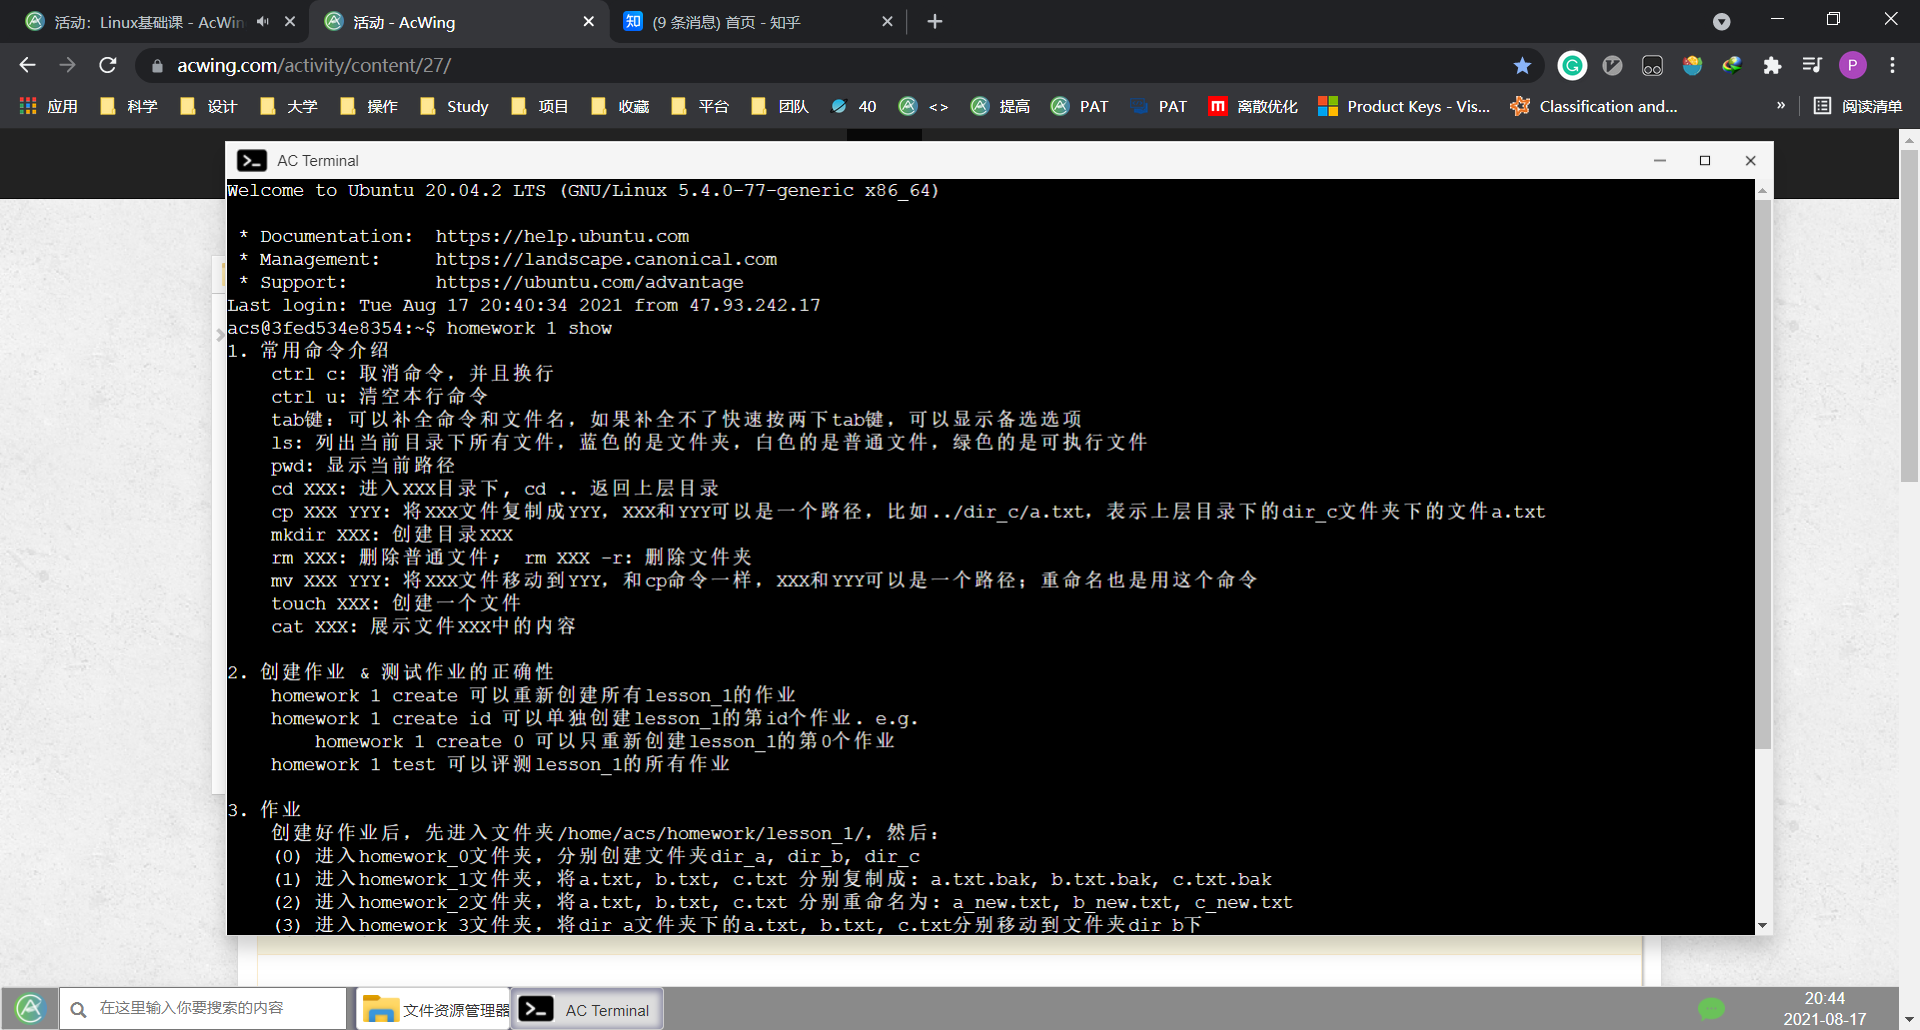 活动：Linux基础课 - AcWin
活动 - AcWing
知 (9 条消息) 首页 - 知乎
acwing.com/activity/content/27/
P
应用 科学 设计 大学 操作 Study 项目 收藏 平台 团队 40 <> 提高 PAT PAT 离散优化 Product Keys - Vis... Classification and... » 阅读清单
AC Terminal
Welcome to Ubuntu 20.04.2 LTS (GNU/Linux 5.4.0-77-generic x86_64)
* Documentation:  https://help.ubuntu.com
* Management:     https://landscape.canonical.com
* Support:        https://ubuntu.com/advantage
Last login: Tue Aug 17 20:40:34 2021 from 47.93.242.17
acs@3fed534e8354:~$ homework 1 show
1. 常用命令介绍
ctrl c: 取消命令，并且换行
ctrl u: 清空本行命令
tab键：可以补全命令和文件名，如果补全不了快速按两下tab键，可以显示备选选项
ls: 列出当前目录下所有文件，蓝色的是文件夹，白色的是普通文件，绿色的是可执行文件
pwd: 显示当前路径
cd XXX: 进入XXX目录下, cd .. 返回上层目录
cp XXX YYY: 将XXX文件复制成YYY，XXX和YYY可以是一个路径，比如../dir_c/a.txt，表示上层目录下的dir_c文件夹下的文件a.txt
mkdir XXX: 创建目录XXX
rm XXX: 删除普通文件； rm XXX -r: 删除文件夹
mv XXX YYY: 将XXX文件移动到YYY，和cp命令一样，XXX和YYY可以是一个路径；重命名也是用这个命令
touch XXX: 创建一个文件
cat XXX: 展示文件XXX中的内容
2. 创建作业 & 测试作业的正确性
homework 1 create 可以重新创建所有lesson_1的作业
homework 1 create id 可以单独创建lesson_1的第id个作业. e.g.
homework 1 create 0 可以只重新创建lesson_1的第0个作业
homework 1 test 可以评测lesson_1的所有作业
3. 作业
创建好作业后，先进入文件夹/home/acs/homework/lesson_1/，然后：
(0) 进入homework_0文件夹，分别创建文件夹dir_a, dir_b, dir_c
(1) 进入homework_1文件夹，将a.txt, b.txt, c.txt 分别复制成: a.txt.bak, b.txt.bak, c.txt.bak
(2) 进入homework_2文件夹，将a.txt, b.txt, c.txt 分别重命名为: a_new.txt, b_new.txt, c_new.txt
(3) 进入homework_3文件夹，将dir_a文件夹下的a.txt, b.txt, c.txt分别移动到文件夹dir_b下
在这里输入你要搜索的内容
文件资源管理器
AC Terminal
20:44
2021-08-17